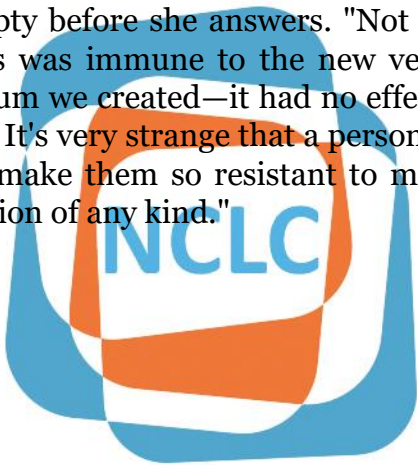 pty before she answers. "Not
s was immune to the new ve
um we created—it had no effe
It's very strange that a person
make them so resistant to m
ion of any kind."
NCLC